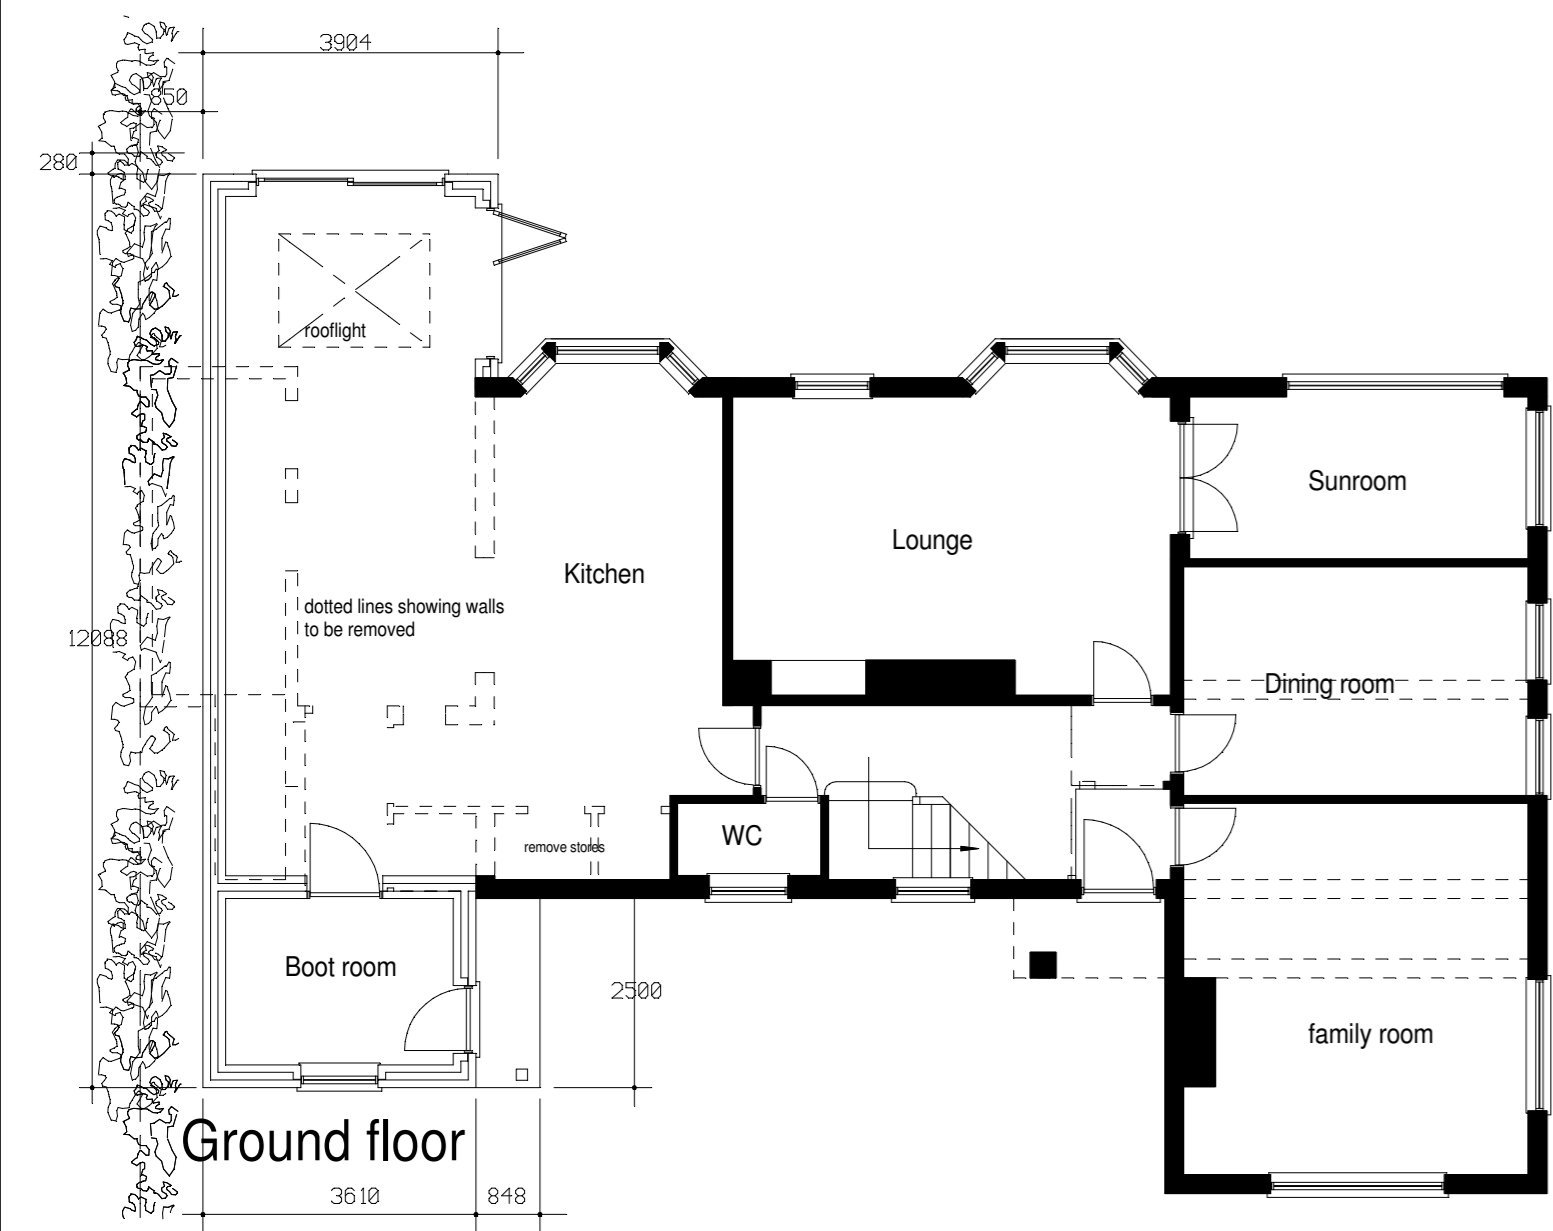 3904
850
280
rooflight
Sunroom
Lounge
Kitchen
dotted lines showing walls
to be removed
12088
Dining room
WC
remove stores
Boot room
2500
family room
Ground floor
3610
848